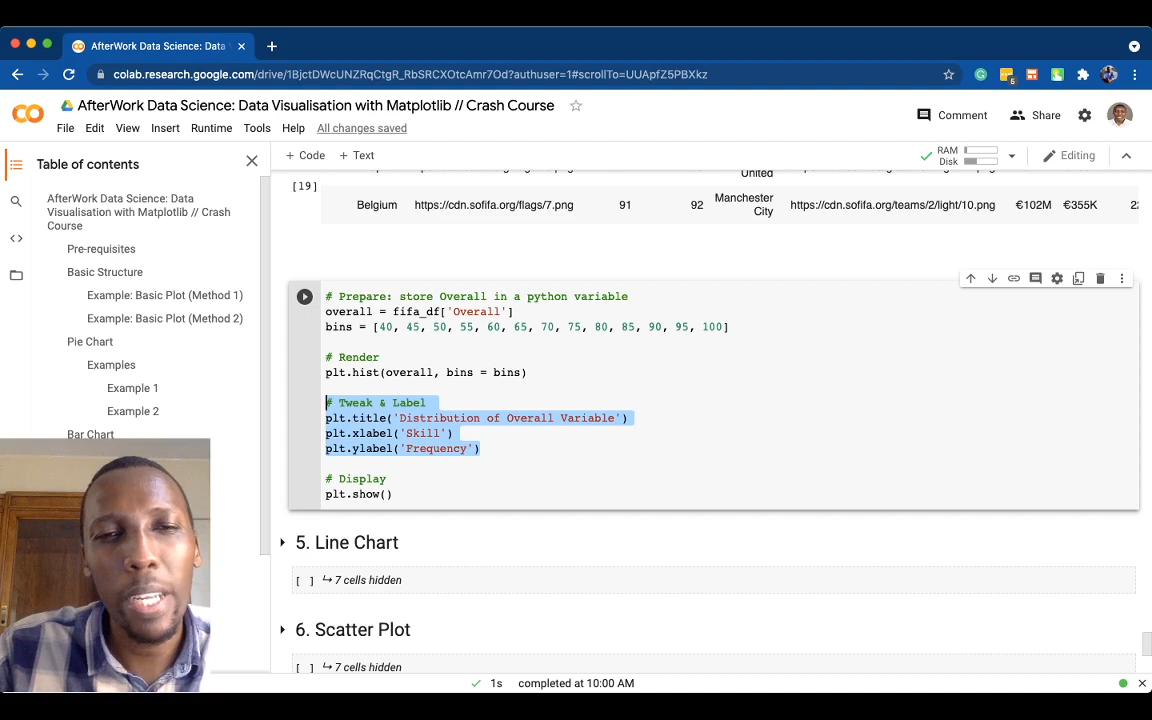 AfterWork Data Science: Data
colab.research.google.com/drive/1BjctDWcUNZRqCtgR_RbSRCXOtcAmr7Od?authuser=1#scrollTo=UUApfZ5PBXkz
5
AfterWork Data Science: Data Visualisation with Matplotlib // Crash Course
Comment
Share
File Edit View Insert Runtime Tools Help All changes saved
Table of contents
+ Code + Text
RAM
Disk
Editing
AfterWork Data Science: Data
Visualisation with Matplotlib // Crash
Course
Pre-requisites
Basic Structure
Example: Basic Plot (Method 1)
Example: Basic Plot (Method 2)
Pie Chart
Examples
Example 1
Example 2
Bar Chart
[19]
United
Belgium https://cdn.sofifa.org/flags/7.png 91 92 Manchester City https://cdn.sofifa.org/teams/2/light/10.png €102M €355K 22
# Prepare: store Overall in a python variable
overall = fifa_df['Overall']
bins = [40, 45, 50, 55, 60, 65, 70, 75, 80, 85, 90, 95, 100]
# Render
plt.hist(overall, bins = bins)
# Tweak & Label
plt.title('Distribution of Overall Variable')
plt.xlabel('Skill')
plt.ylabel('Frequency')
# Display
plt.show()
5. Line Chart
[ ] ↳ 7 cells hidden
6. Scatter Plot
[ ] ↳ 7 cells hidden
1s completed at 10:00 AM